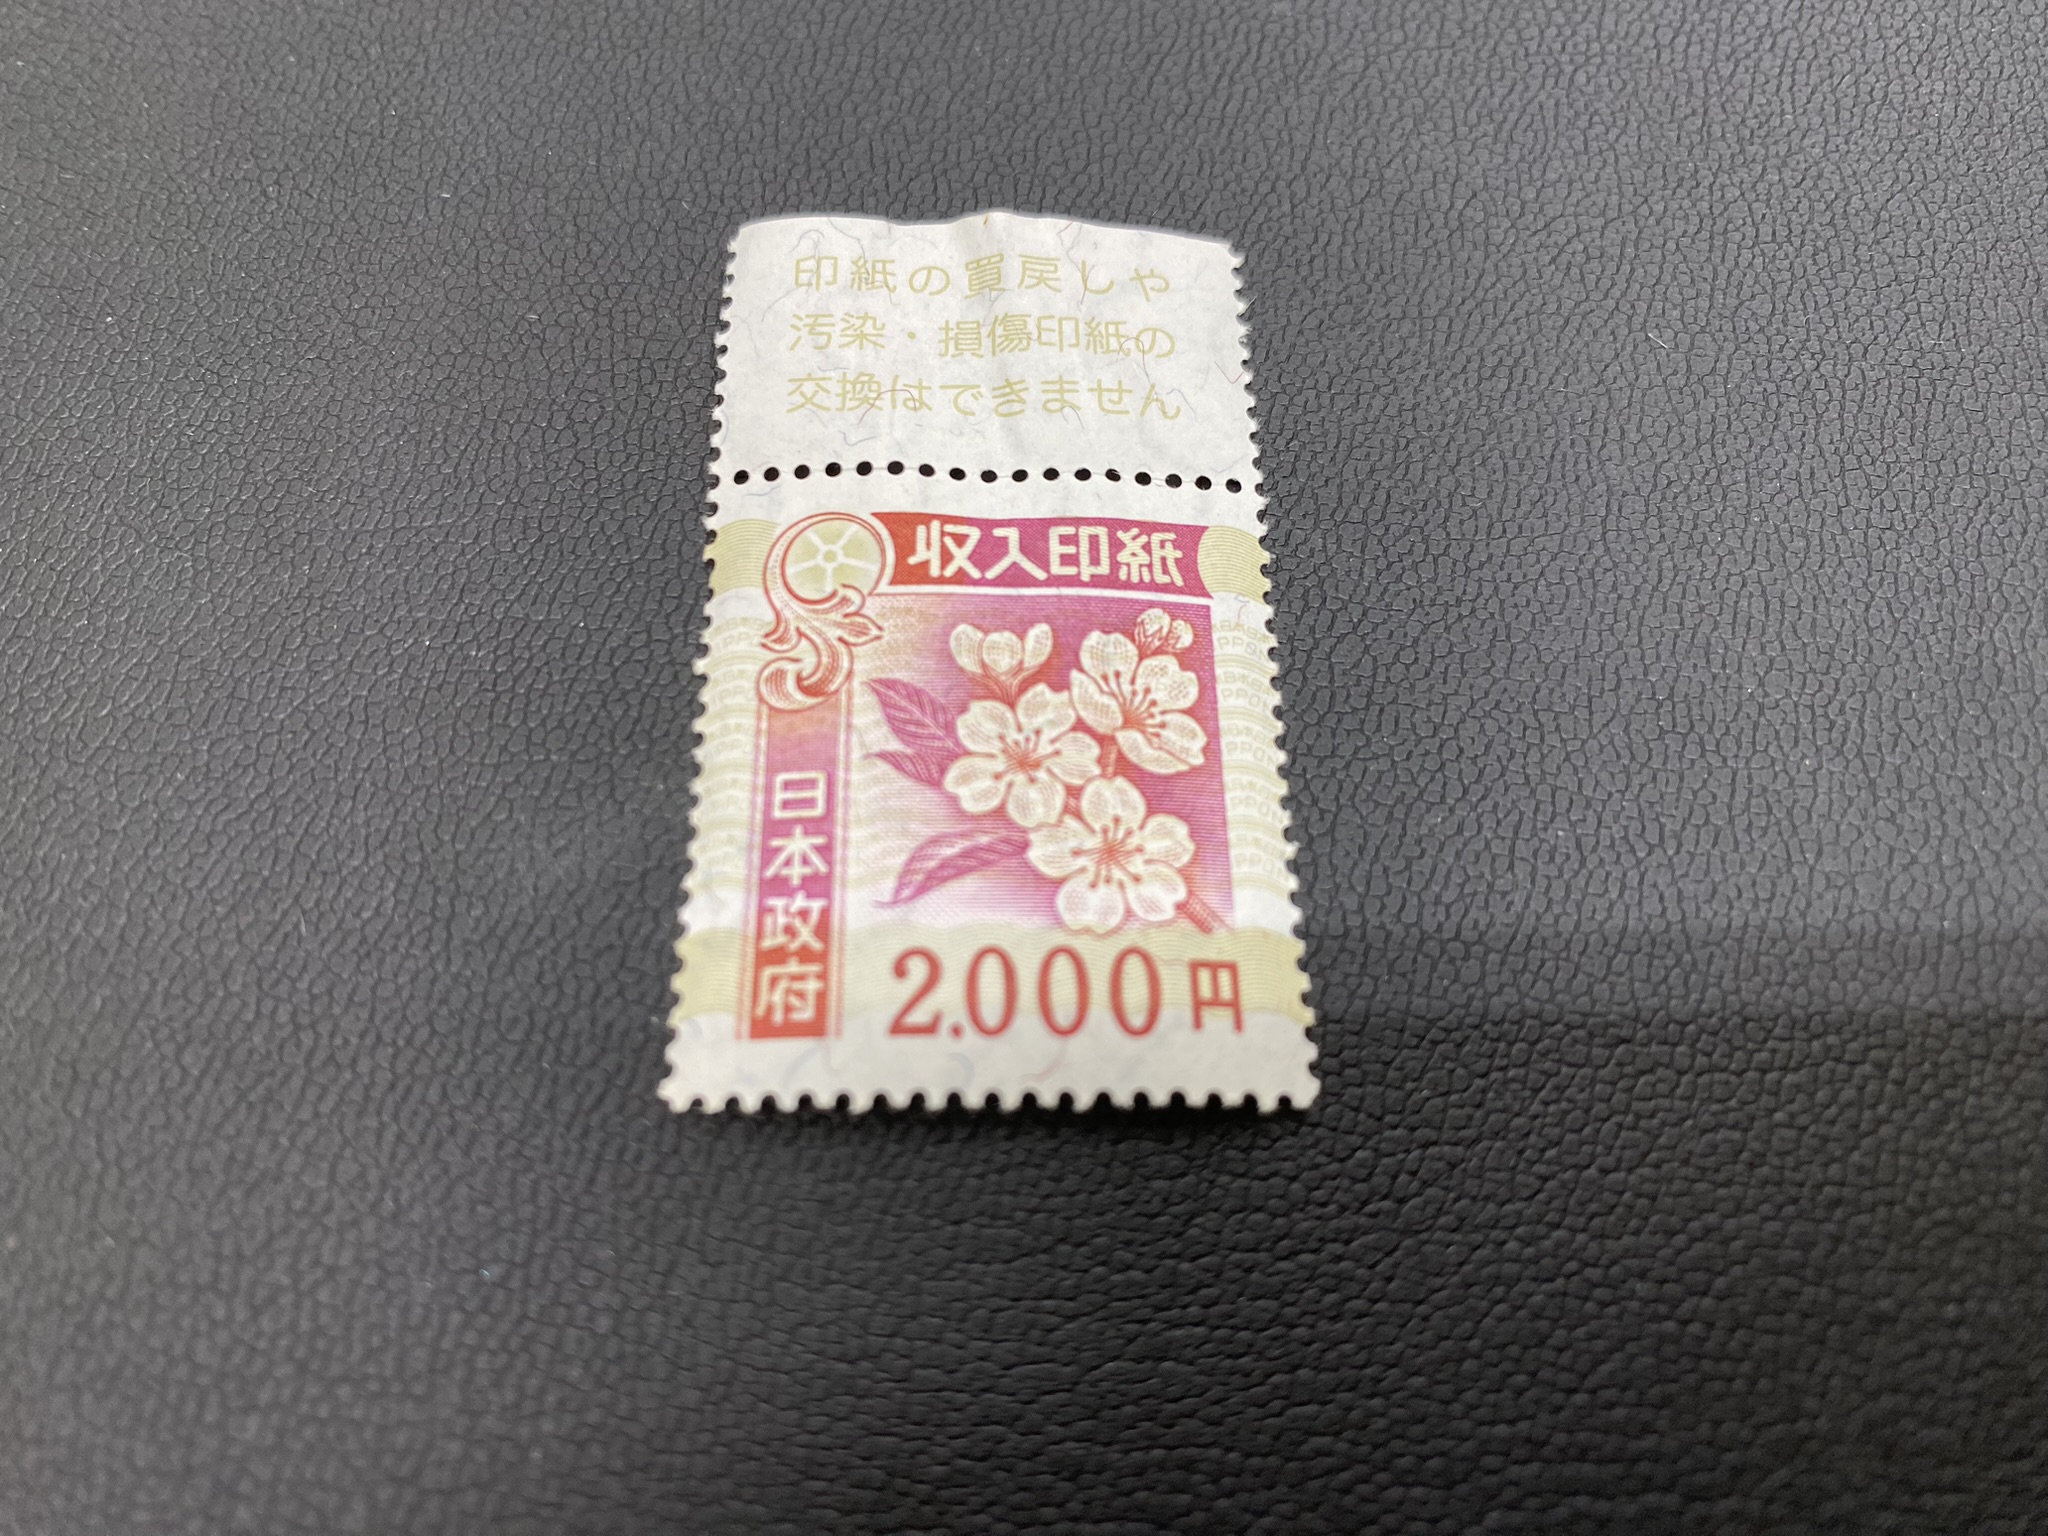 印紙の買戻しや
汚染・損傷印紙の
交換はできません
収入印紙
日本政府
2,000円